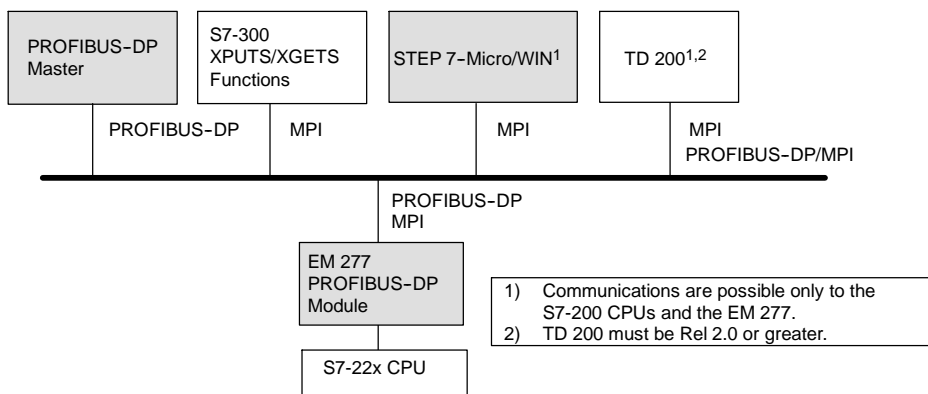 PROFIBUS-DP
Master
S7-300
XPUTS/XGETS
Functions
STEP 7-Micro/WIN¹
TD 200¹,²
PROFIBUS-DP
MPI
MPI
MPI
PROFIBUS-DP/MPI
PROFIBUS-DP
MPI
EM 277
PROFIBUS-DP
Module
S7-22x CPU
1) Communications are possible only to the
S7-200 CPUs and the EM 277.
2) TD 200 must be Rel 2.0 or greater.